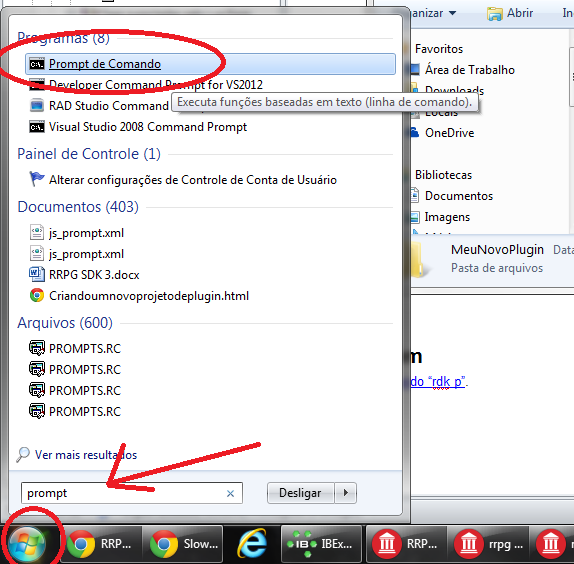 Programas (8)
Prompt de Comando
Developer Command Prompt for VS2012
RAD Studio Command
Executa funções baseadas em texto (linha de comando).
Visual Studio 2008 Command Prompt
Painel de Controle (1)
Alterar configurações de Controle de Conta de Usuário
Documentos (403)
js_prompt.xml
js_prompt.xml
RRPG SDK 3.docx
Criandoumnovoprojetodeplugin.html
Arquivos (600)
PROMPTS.RC
PROMPTS.RC
PROMPTS.RC
PROMPTS.RC
Ver mais resultados
prompt
Desligar
anizar
Abrir
In
Favoritos
Área de Trabalho
Downloads
Locais
OneDrive
Bibliotecas
Documentos
Imagens
MeuNovoPlugin
Data
Pasta de arquivos
m
do “rdk p”.
RRP...
Slow...
IBEx...
RRP...
rrpg ...